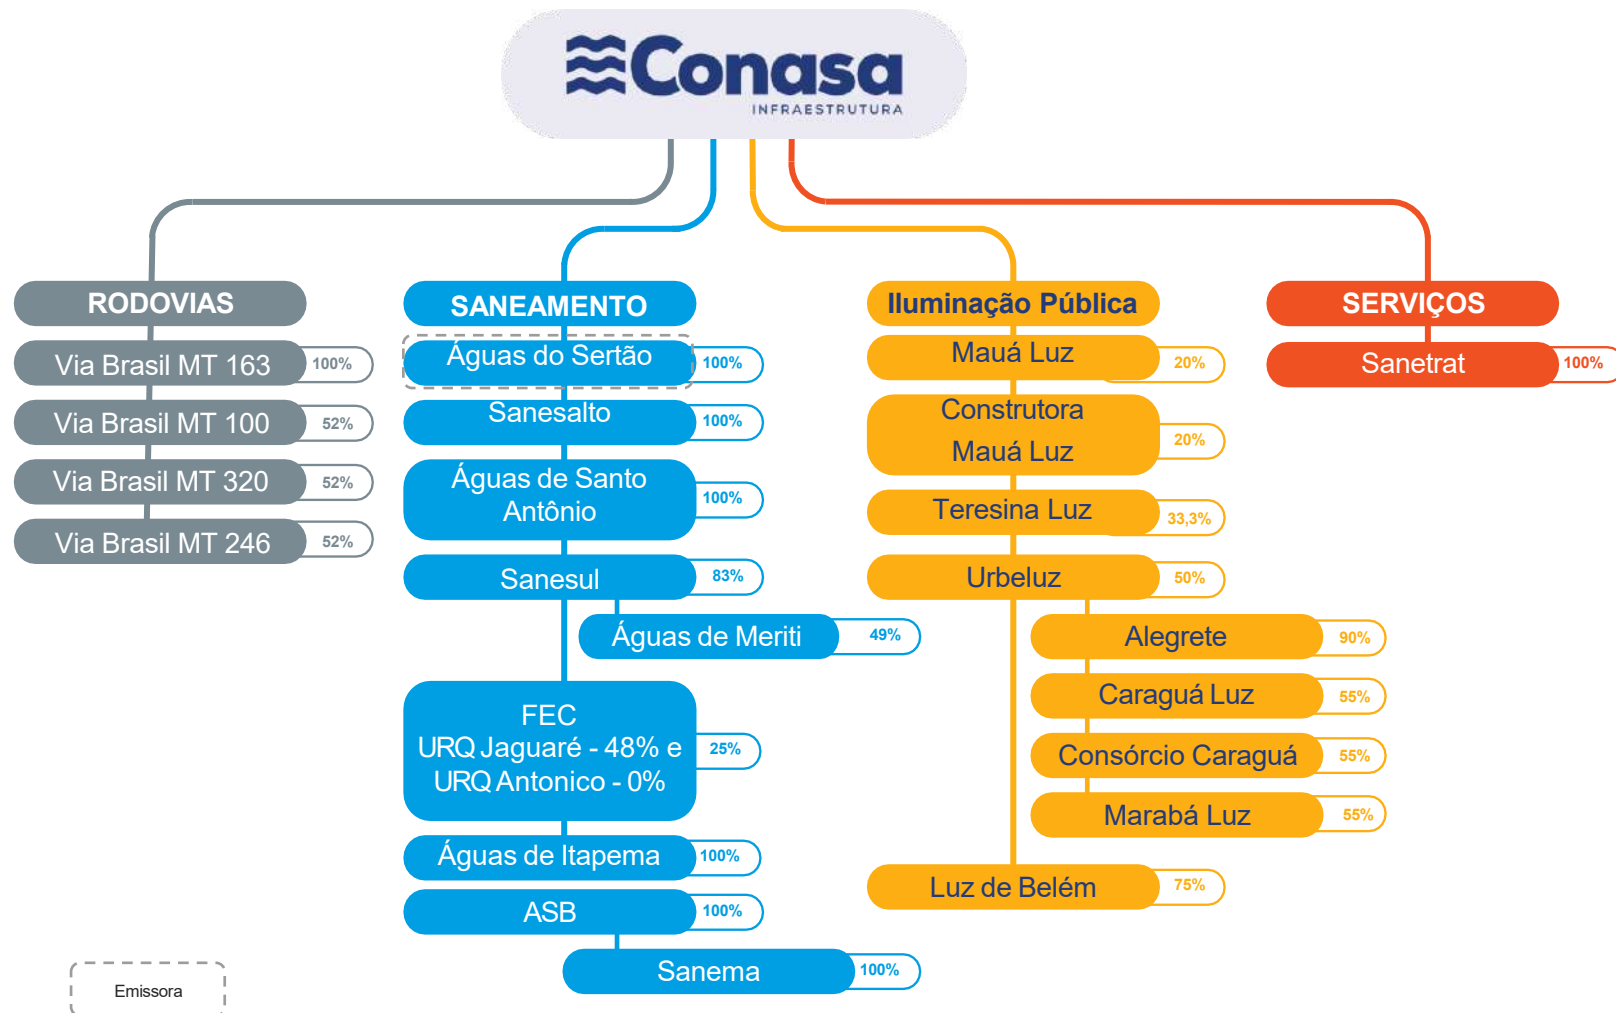 Conasa
INFRAESTRUTURA
RODOVIAS
Via Brasil MT 163
100%
Via Brasil MT 100
52%
Via Brasil MT 320
52%
Via Brasil MT 246
52%
SANEAMENTO
Águas do Sertão
100%
Sanesalto
100%
Águas de Santo
Antônio
100%
Sanesul
83%
Águas de Meriti
49%
FEC
URQ Jaguaré - 48% e
URQ Antonico - 0%
25%
Águas de Itapema
100%
ASB
100%
Sanema
100%
Iluminação Pública
Mauá Luz
20%
Construtora
Mauá Luz
20%
Teresina Luz
33,3%
Urbeluz
50%
Alegrete
90%
Caraguá Luz
55%
Consórcio Caraguá
55%
Marabá Luz
55%
Luz de Belém
75%
SERVIÇOS
Sanetrat
100%
Emissora